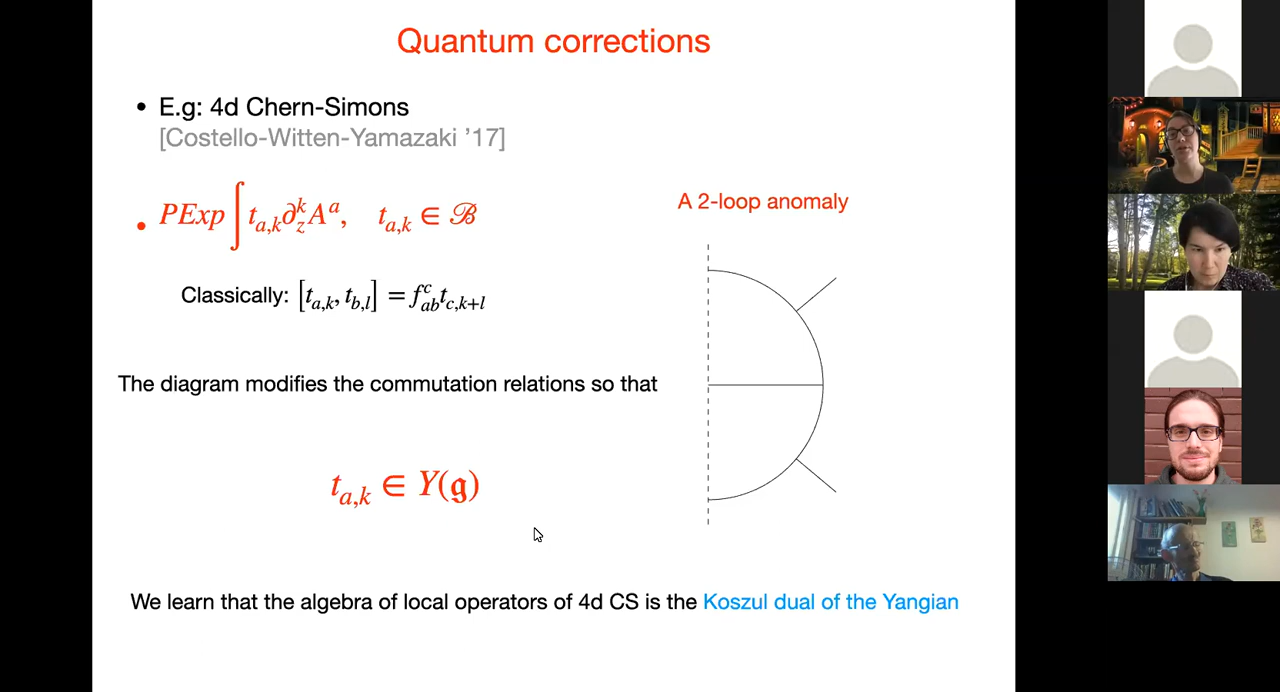 Quantum corrections
• E.g: 4d Chern-Simons
[Costello-Witten-Yamazaki ’17]
• PExp ∫ t_{a,k} ∂_z^k A^a, t_{a,k} ∈ ℬ
A 2-loop anomaly
Classically: [t_{a,k}, t_{b,l}] = f_{ab}^c t_{c,k+l}
The diagram modifies the commutation relations so that
t_{a,k} ∈ Y(𝔤)
We learn that the algebra of local operators of 4d CS is the Koszul dual of the Yangian